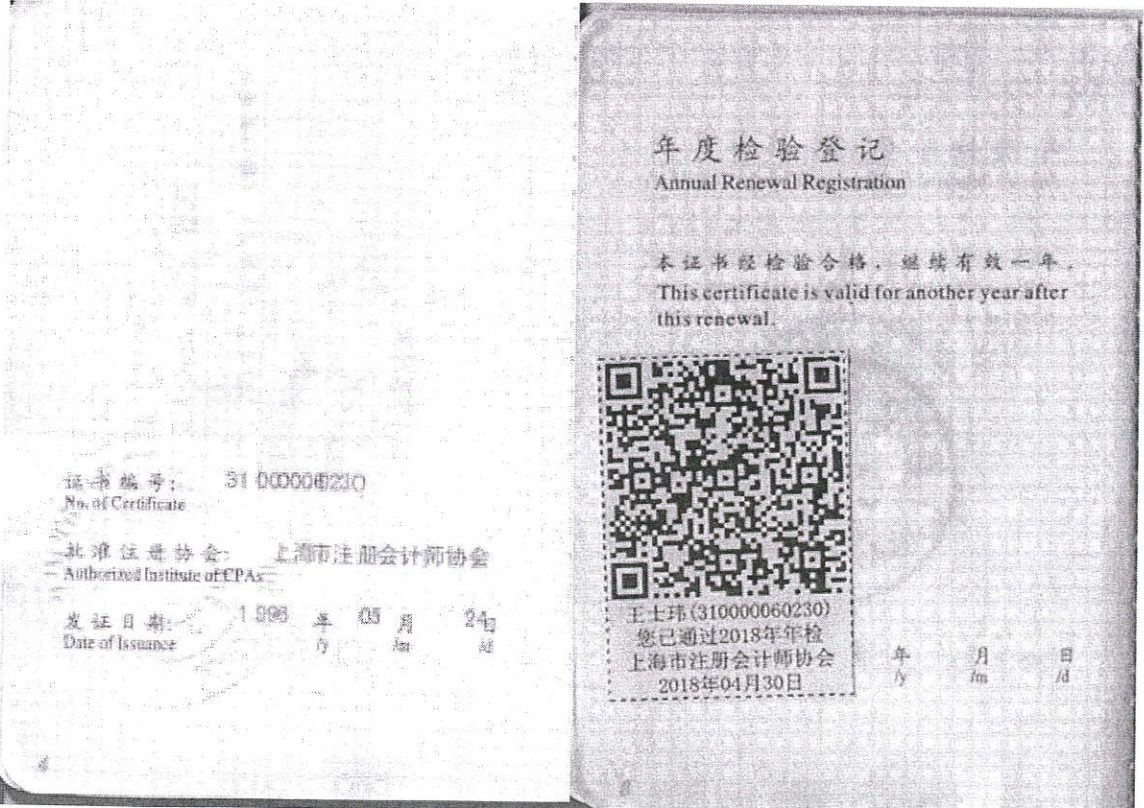 证书编号： 310000060230
No. of Certificate
批准注册协会： 上海市注册会计师协会
Authorized Institute of CPAs
发证日期： 年 月 24日
Date of Issuance /y /m /d
4
年度检验登记
Annual Renewal Registration
本证书经检验合格，继续有效一年。
This certificate is valid for another year after
this renewal.
王士玮(310000060230)
您已通过2018年年检
上海市注册会计师协会
2018年04月30日
年 月 日
/y /m /d